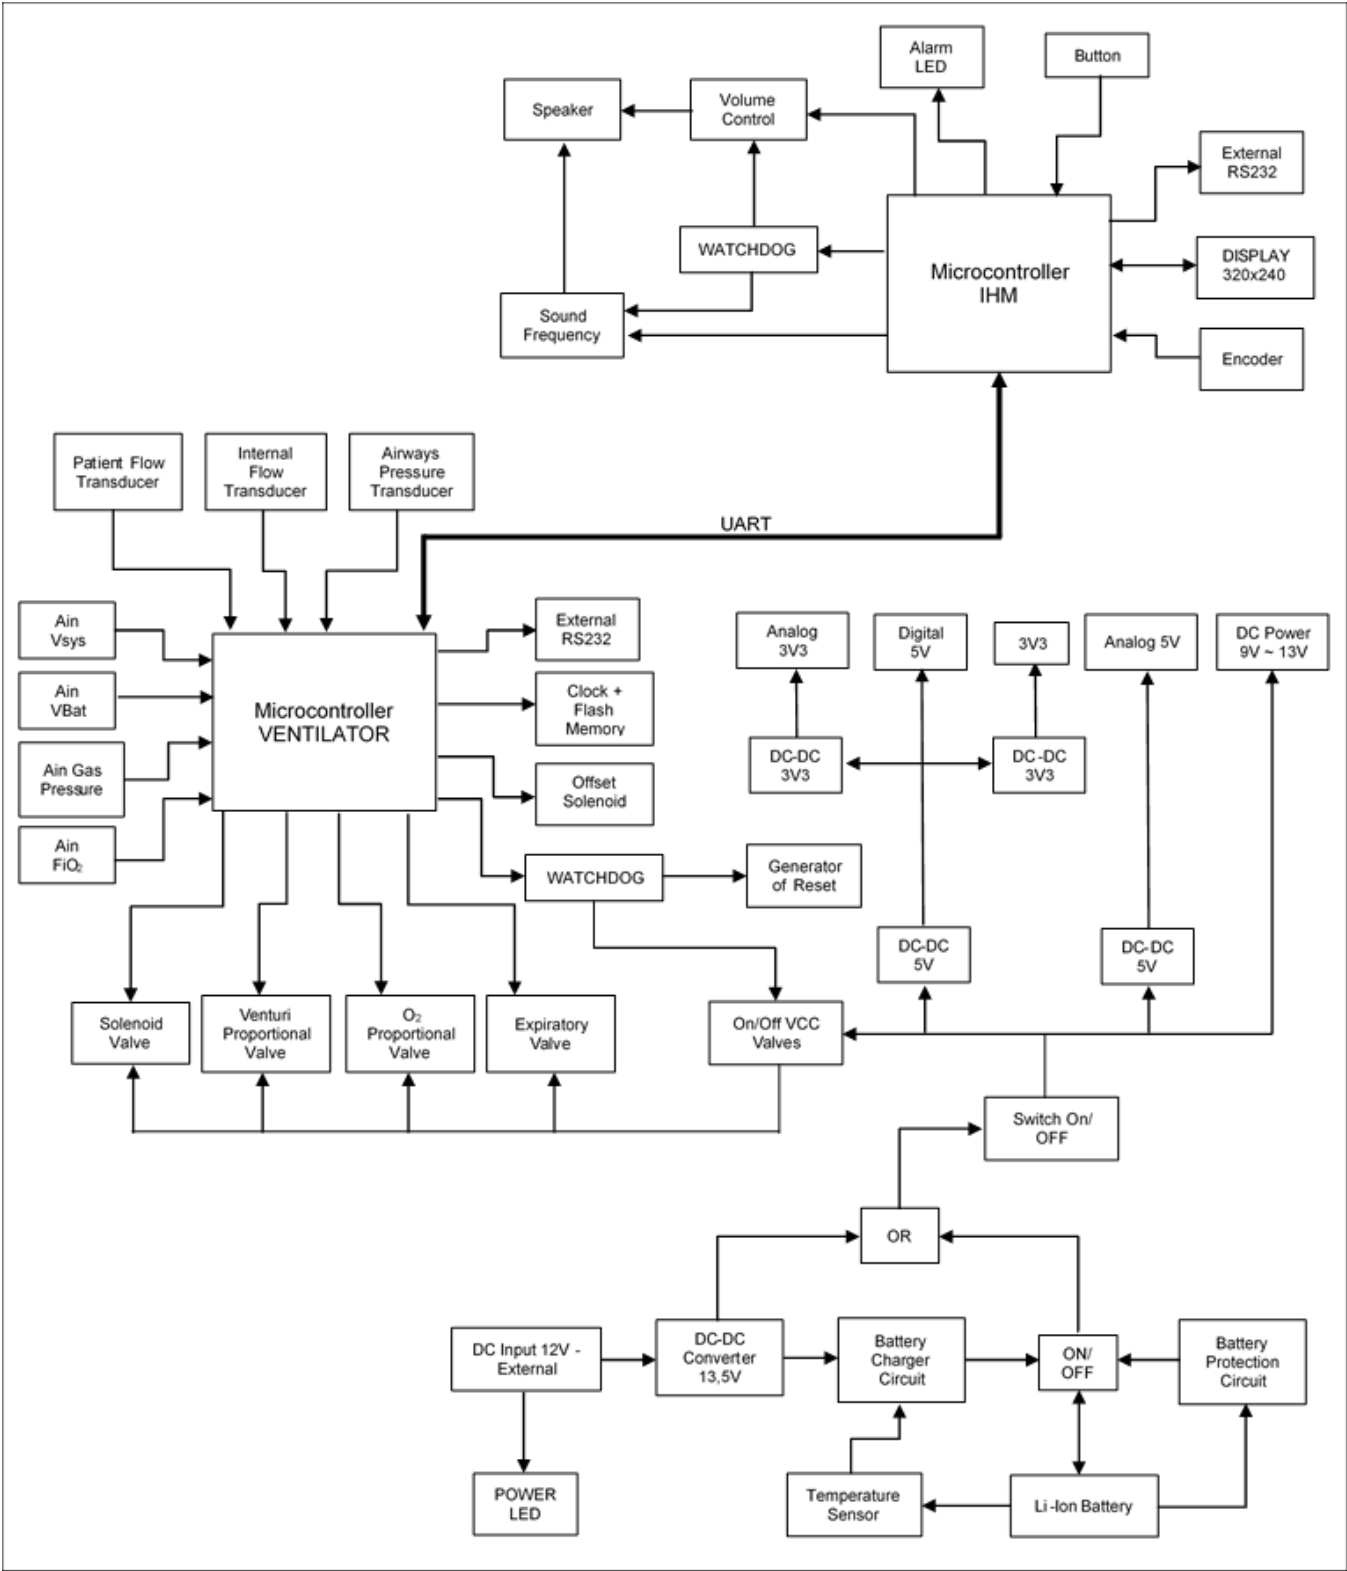 Alarm
LED
Button
Speaker
Volume
Control
External
RS232
WATCHDOG
Microcontroller
IHM
DISPLAY
320x240
Sound
Frequency
Encoder
Patient Flow
Transducer
Internal
Flow
Transducer
Airways
Pressure
Transducer
UART
Ain
Vsys
External
RS232
Analog
3V3
Digital
5V
3V3
Analog 5V
DC Power
9V ~ 13V
Ain
VBat
Microcontroller
VENTILATOR
Clock +
Flash
Memory
Ain Gas
Pressure
Offset
Solenoid
DC-DC
3V3
DC-DC
3V3
Ain
FiO₂
WATCHDOG
Generator
of Reset
DC-DC
5V
DC-DC
5V
Solenoid
Valve
Venturi
Proportional
Valve
O₂
Proportional
Valve
Expiratory
Valve
On/Off VCC
Valves
Switch On/
OFF
OR
DC Input 12V -
External
DC-DC
Converter
13,5V
Battery
Charger
Circuit
ON/
OFF
Battery
Protection
Circuit
POWER
LED
Temperature
Sensor
Li-Ion Battery